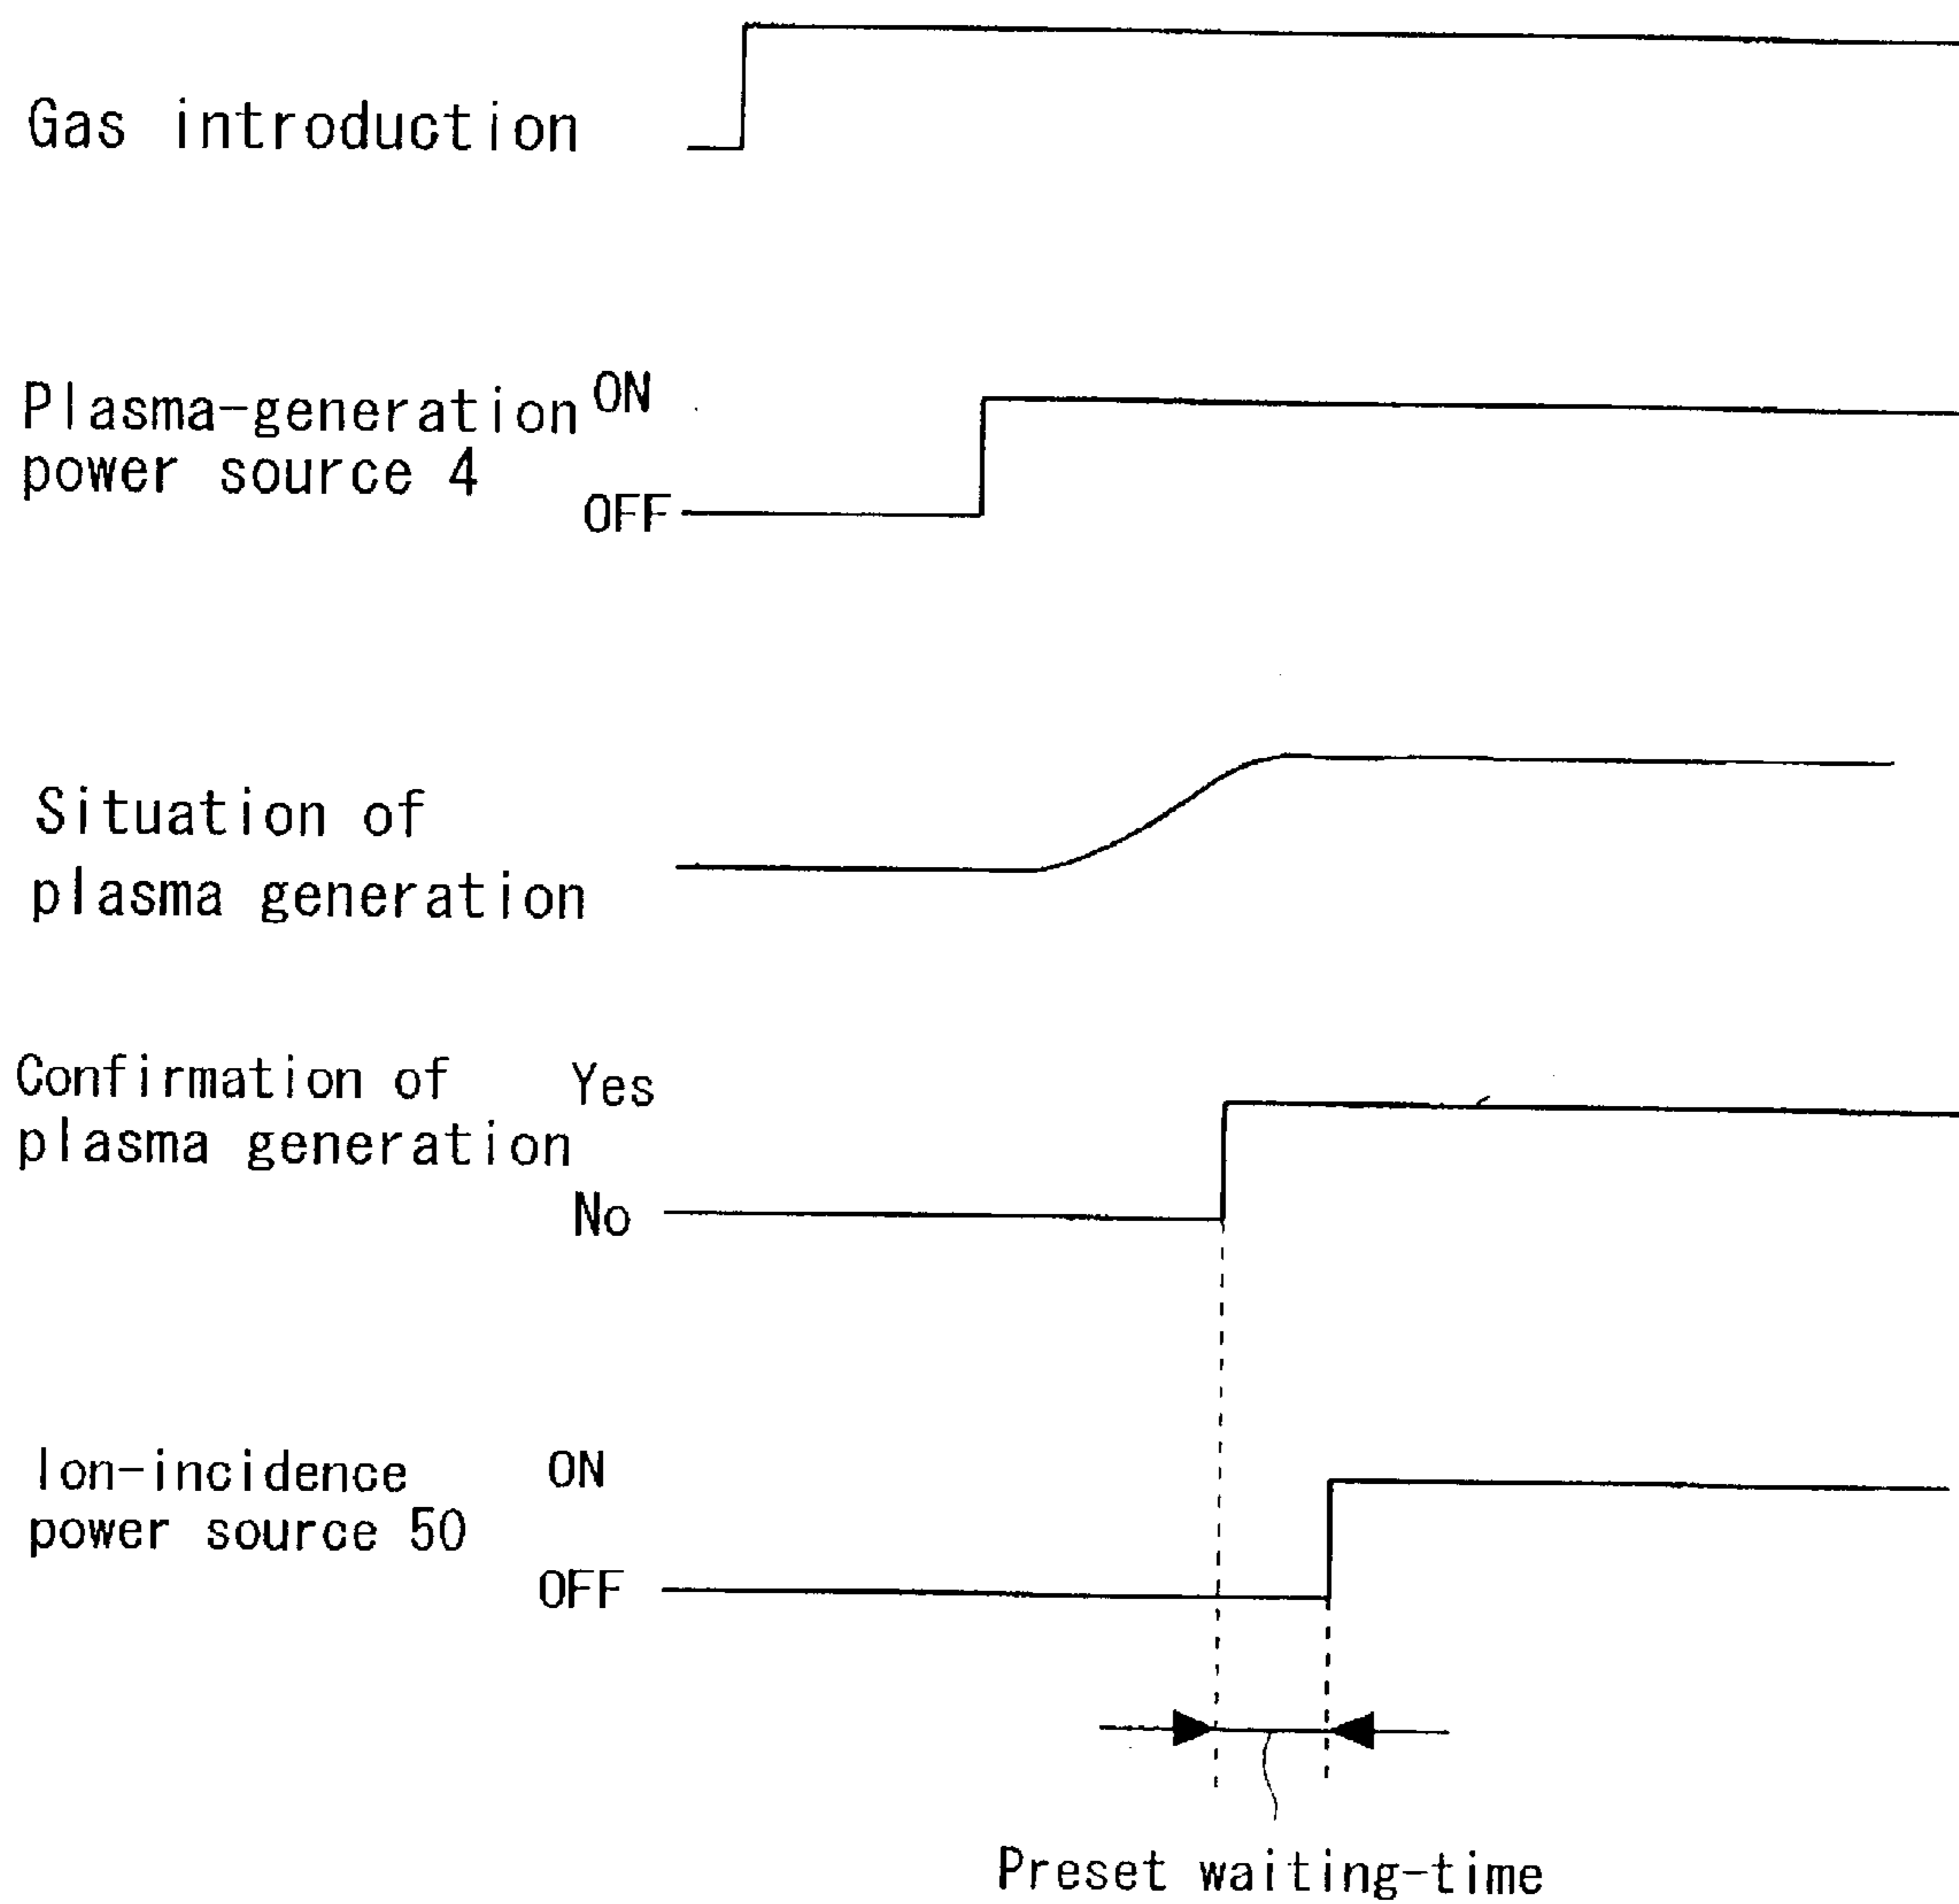 Gas introduction
Plasma-generation
power source 4
ON
OFF
Situation of
plasma generation
Confirmation of
plasma generation
Yes
No
Ion-incidence
power source 50
ON
OFF
Preset waiting-time